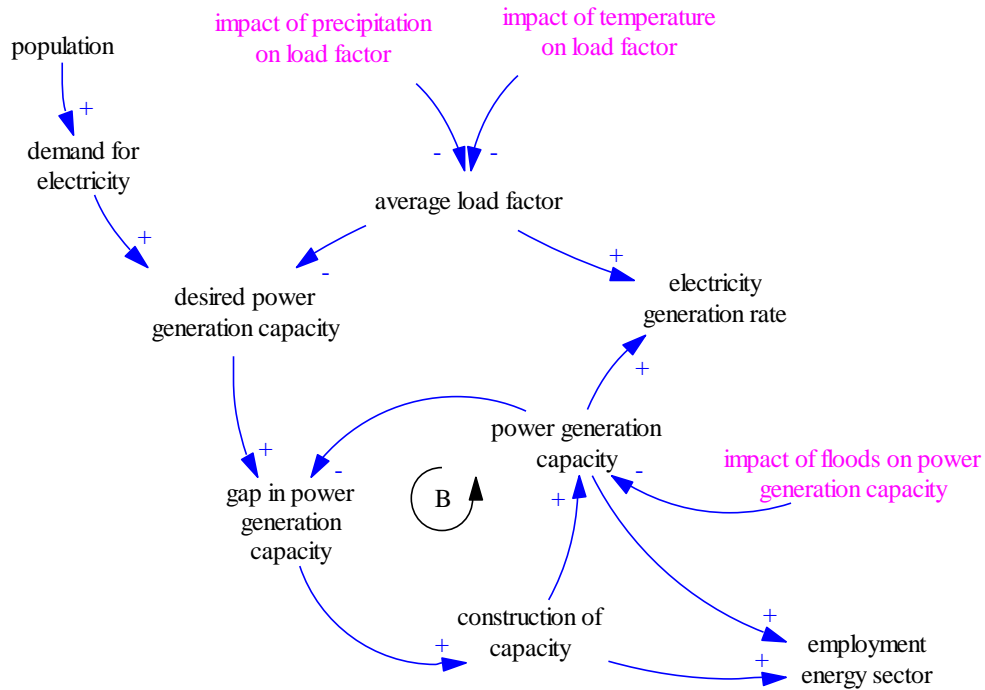 impact of precipitation
on load factor
impact of temperature
on load factor
population
+
demand for
electricity
-
-
average load factor
+
-
+
desired power
generation capacity
electricity
generation rate
+
+
-
power generation
capacity
-
impact of floods on power
generation capacity
gap in power
generation
capacity
B
+
construction of
capacity
+
+
+
employment
energy sector